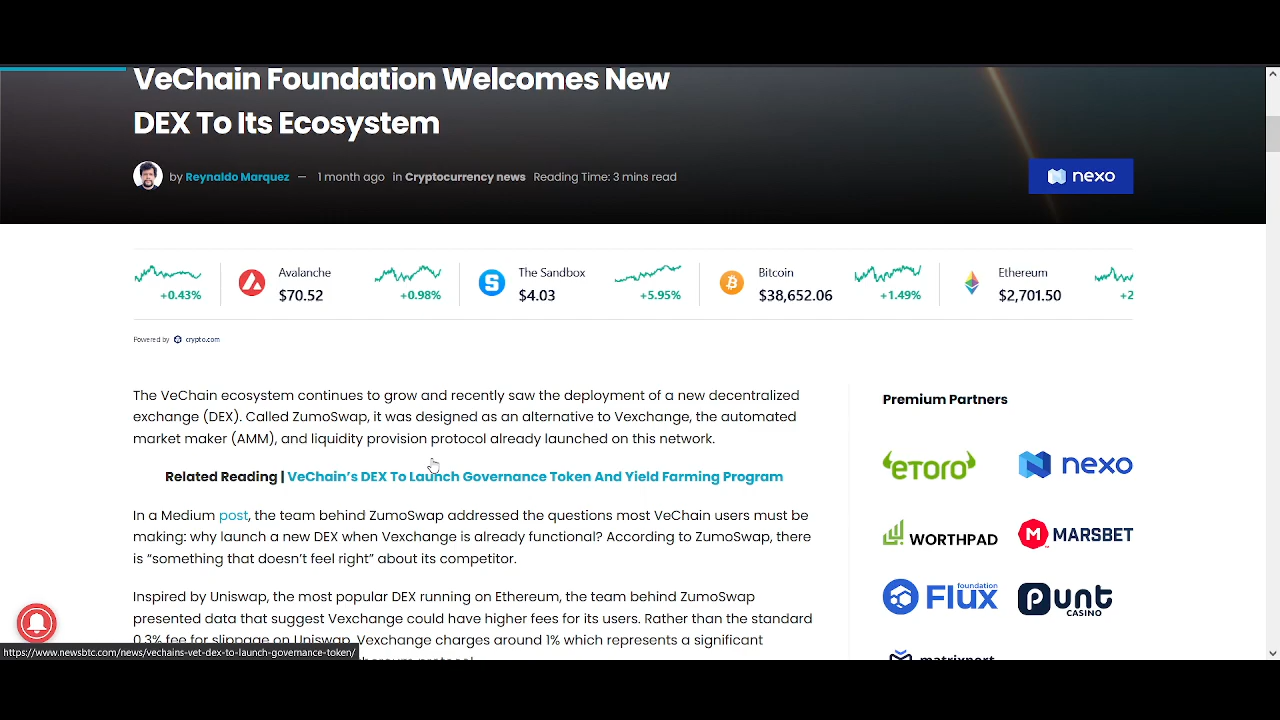 VeChain Foundation Welcomes New
DEX To Its Ecosystem
by Reynaldo Marquez — 1 month ago in Cryptocurrency news Reading Time: 3 mins read
nexo
+0.43%
Avalanche
$70.52
+0.98%
The Sandbox
$4.03
+5.95%
Bitcoin
$38,652.06
+1.49%
Ethereum
$2,701.50
+2
Powered by crypto.com
The VeChain ecosystem continues to grow and recently saw the deployment of a new decentralized
exchange (DEX). Called ZumoSwap, it was designed as an alternative to Vexchange, the automated
market maker (AMM), and liquidity provision protocol already launched on this network.
Related Reading | VeChain's DEX To Launch Governance Token And Yield Farming Program
In a Medium post, the team behind ZumoSwap addressed the questions most VeChain users must be
making: why launch a new DEX when Vexchange is already functional? According to ZumoSwap, there
is “something that doesn't feel right” about its competitor.
Inspired by Uniswap, the most popular DEX running on Ethereum, the team behind ZumoSwap
presented data that suggest Vexchange could have higher fees for its users. Rather than the standard
0.3% fee for slippage on Uniswap, Vexchange charges around 1% which represents a significant
Premium Partners
eToro
nexo
WORTHPAD
MARSBET
Flux foundation
Punt CASINO
matrixport
https://www.newsbtc.com/news/vechains-vet-dex-to-launch-governance-token/